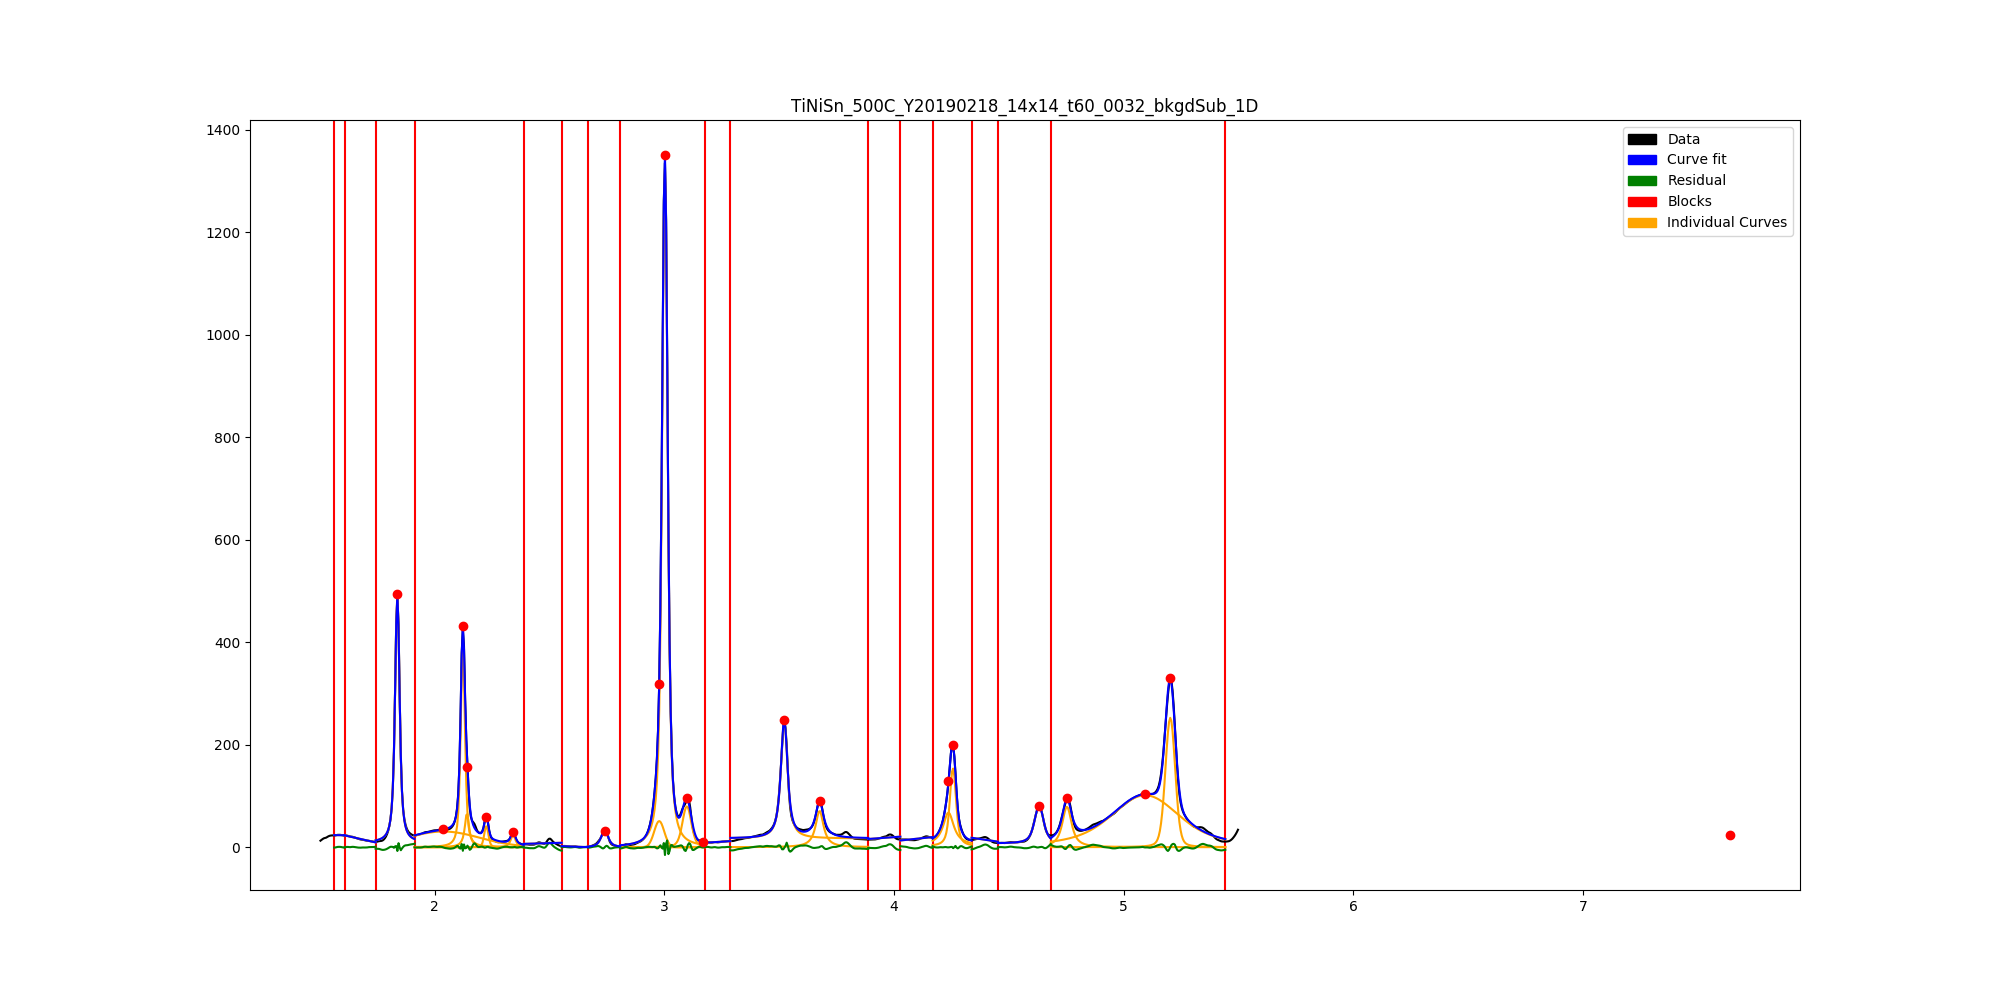 TiNiSn_500C_Y20190218_14x14_t60_0032_bkgdSub_1D
1400
1200
1000
800
600
400
200
0
Data
Curve fit
Residual
Blocks
Individual Curves
2 3 4 5 6 7